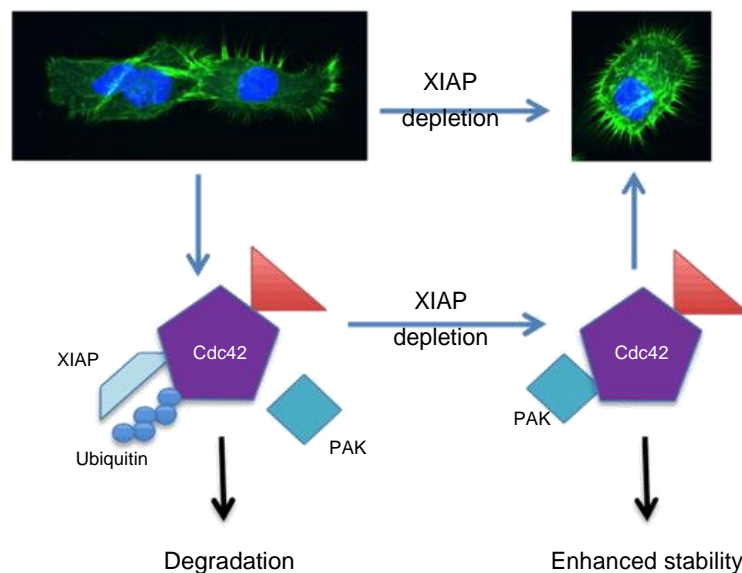 XIAP
depletion
XIAP
depletion
Cdc42
XIAP
Ubiquitin
PAK
Cdc42
PAK
Degradation
Enhanced stability